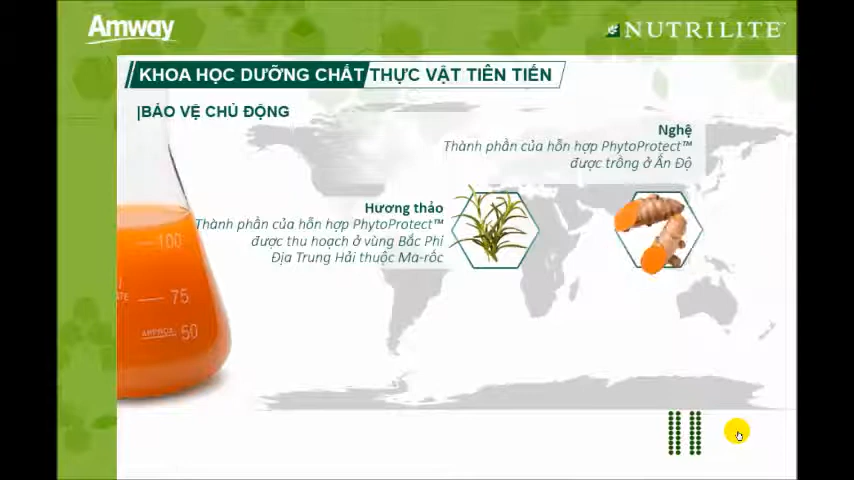 Amway
NUTRILITE
KHOA HỌC DƯỠNG CHẤT THỰC VẬT TIÊN TIẾN
|BẢO VỆ CHỦ ĐỘNG
Nghệ
Thành phần của hỗn hợp PhytoProtect™
được trồng ở Ấn Độ
Hương thảo
Thành phần của hỗn hợp PhytoProtect™
được thu hoạch ở vùng Bắc Phi
Địa Trung Hải thuộc Ma-rốc
100
75
APPROX. 50